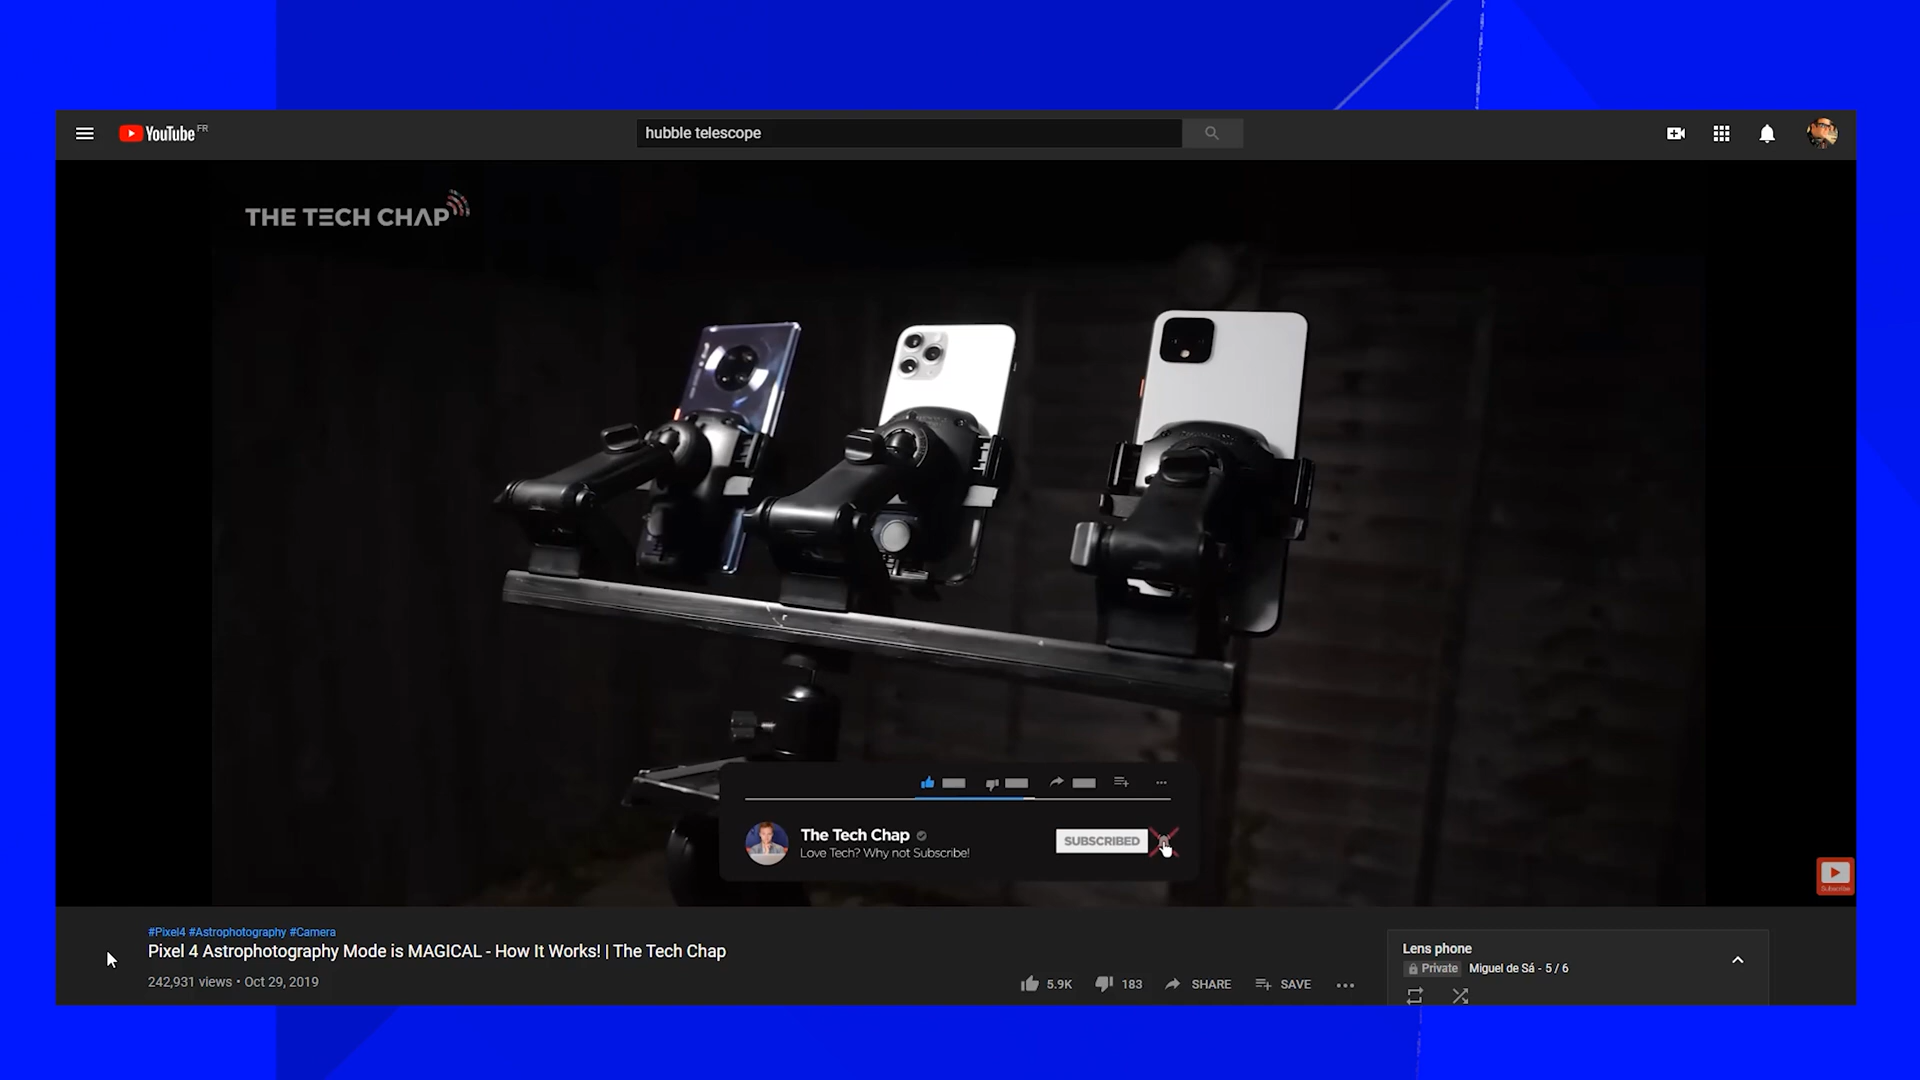 YouTube FR
hubble telescope
THE TECH CHAP
The Tech Chap
Love Tech? Why not Subscribe!
SUBSCRIBED
Subscribe
#Pixel4 #Astrophotography #Camera
Pixel 4 Astrophotography Mode is MAGICAL - How It Works! | The Tech Chap
242,931 views • Oct 29, 2019
5.9K 183 SHARE SAVE
Lens phone
Private Miguel de Sá - 5 / 6